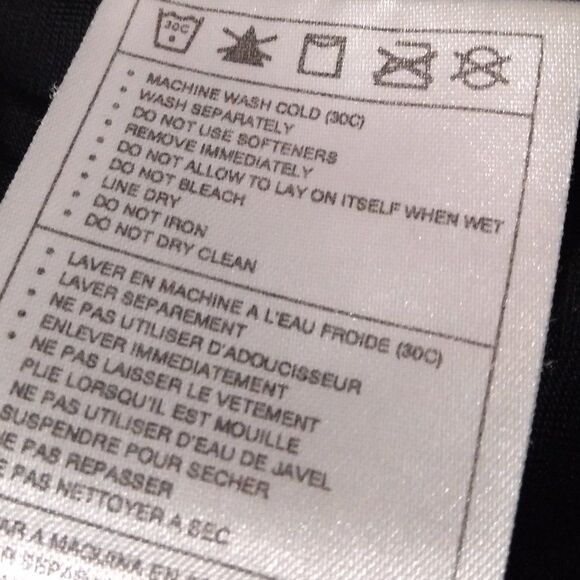 30C
MACHINE WASH COLD (30C)
WASH SEPARATELY
DO NOT USE SOFTENERS
REMOVE IMMEDIATELY
DO NOT ALLOW TO LAY ON ITSELF WHEN WET
DO NOT BLEACH
LINE DRY
DO NOT IRON
DO NOT DRY CLEAN
LAVER EN MACHINE A L'EAU FROIDE (30C)
LAVER SEPAREMENT
NE PAS UTILISER D'ADOUCISSEUR
ENLEVER IMMEDIATEMENT
NE PAS LAISSER LE VETEMENT
PLIE LORSQU'IL EST MOUILLE
NE PAS UTILISER D'EAU DE JAVEL
SUSPENDRE POUR SECHER
NE PAS REPASSER
PAS NETTOYER A SEC
A MAQUINA EN